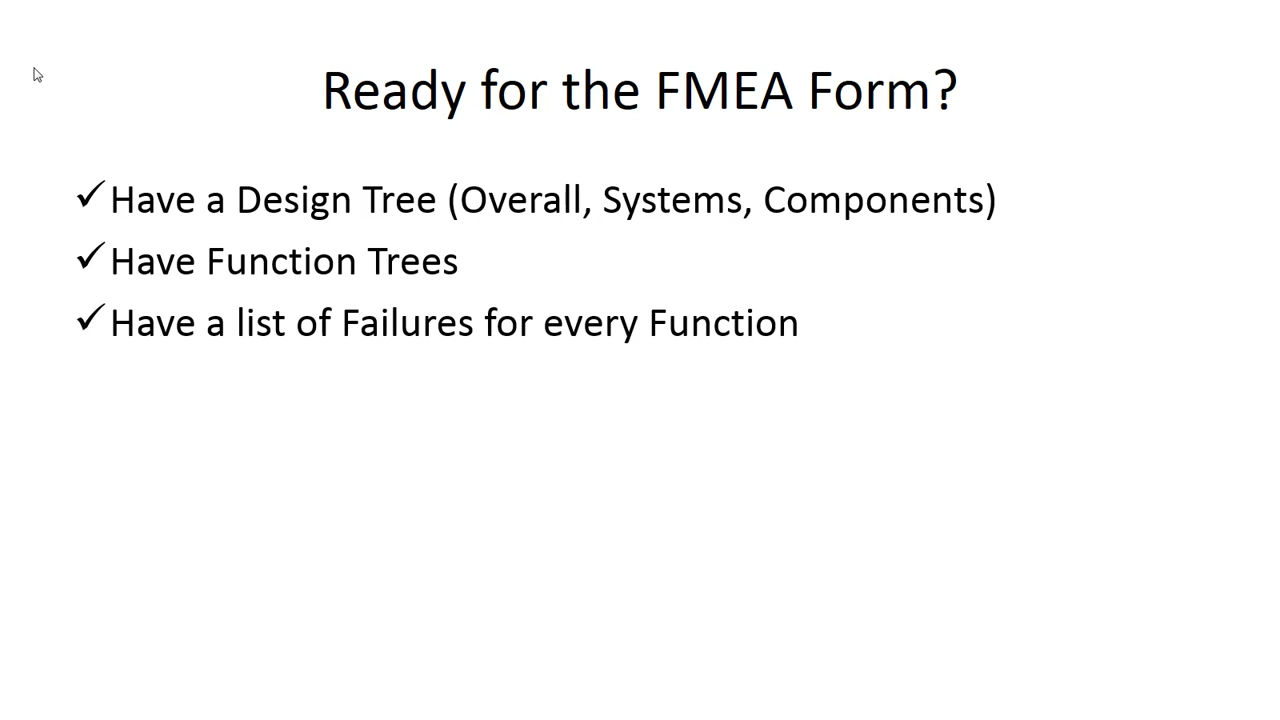 Ready for the FMEA Form?
✓Have a Design Tree (Overall, Systems, Components)
✓Have Function Trees
✓Have a list of Failures for every Function